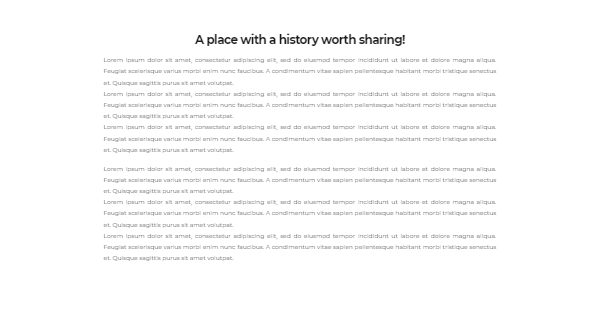 A place with a history worth sharing!
Lorem ipsum dolor sit amet, consectetur adipiscing elit, sed do eiusmod tempor incididunt ut labore et dolore magna aliqua.
Feugiat scelerisque varius morbi enim nunc faucibus. A condimentum vitae sapien pellentesque habitant morbi tristique senectus
et. Quisque sagittis purus sit amet volutpat.
Lorem ipsum dolor sit amet, consectetur adipiscing elit, sed do eiusmod tempor incididunt ut labore et dolore magna aliqua.
Feugiat scelerisque varius morbi enim nunc faucibus. A condimentum vitae sapien pellentesque habitant morbi tristique senectus
et. Quisque sagittis purus sit amet volutpat.
Lorem ipsum dolor sit amet, consectetur adipiscing elit, sed do eiusmod tempor incididunt ut labore et dolore magna aliqua.
Feugiat scelerisque varius morbi enim nunc faucibus. A condimentum vitae sapien pellentesque habitant morbi tristique senectus
et. Quisque sagittis purus sit amet volutpat.
Lorem ipsum dolor sit amet, consectetur adipiscing elit, sed do eiusmod tempor incididunt ut labore et dolore magna aliqua.
Feugiat scelerisque varius morbi enim nunc faucibus. A condimentum vitae sapien pellentesque habitant morbi tristique senectus
et. Quisque sagittis purus sit amet volutpat.
Lorem ipsum dolor sit amet, consectetur adipiscing elit, sed do eiusmod tempor incididunt ut labore et dolore magna aliqua.
Feugiat scelerisque varius morbi enim nunc faucibus. A condimentum vitae sapien pellentesque habitant morbi tristique senectus
et. Quisque sagittis purus sit amet volutpat.
Lorem ipsum dolor sit amet, consectetur adipiscing elit, sed do eiusmod tempor incididunt ut labore et dolore magna aliqua.
Feugiat scelerisque varius morbi enim nunc faucibus. A condimentum vitae sapien pellentesque habitant morbi tristique senectus
et. Quisque sagittis purus sit amet volutpat.